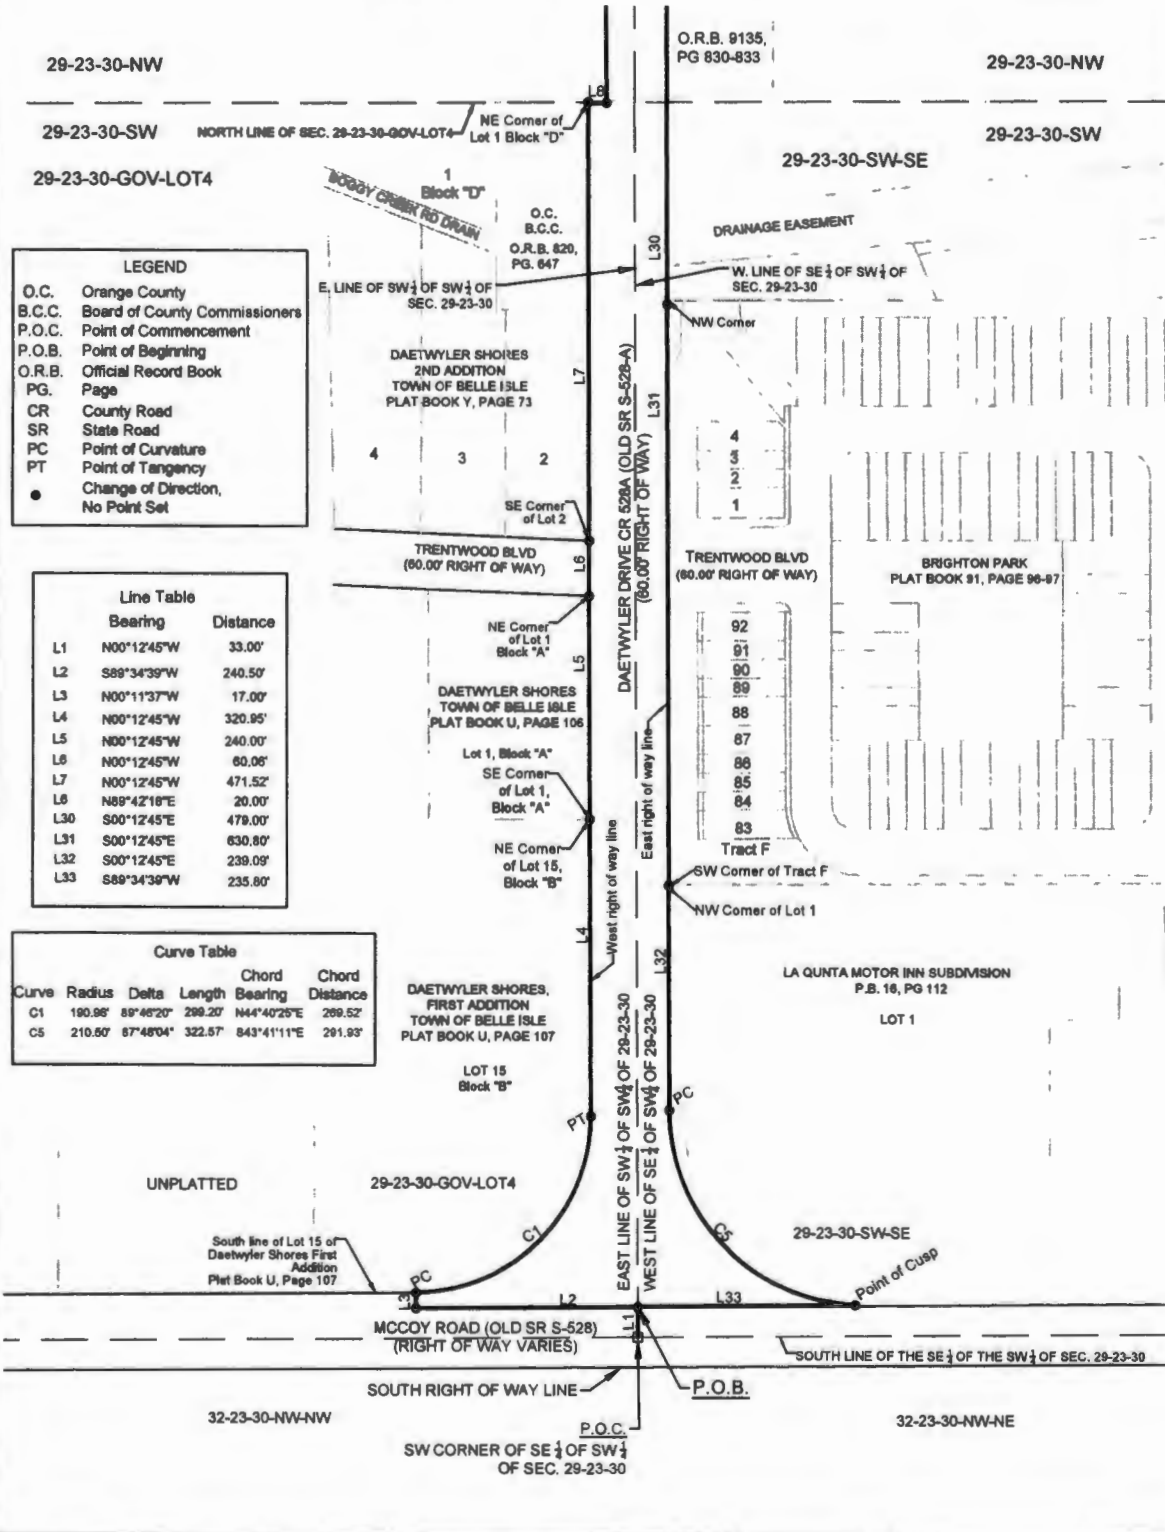 29-23-30-NW
O.R.B. 9135,
PG 830-833
29-23-30-NW
L8
29-23-30-SW
NORTH LINE OF SEC. 29-23-30-GOV-LOT4
NE Corner of
Lot 1 Block "D"
29-23-30-SW
29-23-30-SW-SE
29-23-30-GOV-LOT4
1
Block "D"
BOGGY CREEK RD DRAIN
O.C.
B.C.C.
O.R.B. 820,
PG. 647
DRAINAGE EASEMENT
L30
E. LINE OF SW 1/4 OF SW 1/4 OF
SEC. 29-23-30
W. LINE OF SE 1/4 OF SW 1/4 OF
SEC. 29-23-30
NW Corner
LEGEND
O.C. Orange County
B.C.C. Board of County Commissioners
P.O.C. Point of Commencement
P.O.B. Point of Beginning
O.R.B. Official Record Book
PG. Page
CR County Road
SR State Road
PC Point of Curvature
PT Point of Tangency
● Change of Direction,
No Point Set
DAETWYLER SHORES
2ND ADDITION
TOWN OF BELLE ISLE
PLAT BOOK Y, PAGE 73
L7
L31
4
3
2
4
3
2
1
SE Corner
of Lot 2
DAETWYLER DRIVE CR 528A (OLD SR S-528-A)
(60.00' RIGHT OF WAY)
TRENTWOOD BLVD
(60.00' RIGHT OF WAY)
L6
TRENTWOOD BLVD
(60.00' RIGHT OF WAY)
BRIGHTON PARK
PLAT BOOK 91, PAGE 96-97
Line Table
Bearing Distance
L1 N00°12'45"W 33.00'
L2 S89°34'39"W 240.50'
L3 N00°11'37"W 17.00'
L4 N00°12'45"W 320.95'
L5 N00°12'45"W 240.00'
L6 N00°12'45"W 60.06'
L7 N00°12'45"W 471.52'
L8 N89°42'18"E 20.00'
L30 S00°12'45"E 479.00'
L31 S00°12'45"E 630.80'
L32 S00°12'45"E 239.09'
L33 S89°34'39"W 235.80'
NE Corner
of Lot 1
Block "A"
L5
92
91
90
89
88
87
86
85
84
83
Tract F
DAETWYLER SHORES
TOWN OF BELLE ISLE
PLAT BOOK U, PAGE 106
Lot 1, Block "A"
SE Corner
of Lot 1,
Block "A"
East right of way line
NE Corner
of Lot 15,
Block "B"
West right of way line
SW Corner of Tract F
NW Corner of Lot 1
L4
L32
Curve Table
Curve Radius Delta Length Chord Bearing Chord Distance
C1 190.96' 89°46'20" 299.20' N44°40'25"E 269.52'
C5 210.50' 87°48'04" 322.57' S43°41'11"E 291.93'
DAETWYLER SHORES,
FIRST ADDITION
TOWN OF BELLE ISLE
PLAT BOOK U, PAGE 107
LOT 15
Block "B"
LA QUNTA MOTOR INN SUBDIVISION
P.B. 16, PG 112
LOT 1
EAST LINE OF SW 1/4 OF SW 1/4 OF 29-23-30
WEST LINE OF SE 1/4 OF SW 1/4 OF 29-23-30
PT
PC
UNPLATTED
29-23-30-GOV-LOT4
C1
C5
29-23-30-SW-SE
South line of Lot 15 of
Daetwyler Shores First
Addition
Plat Book U, Page 107
PC
Point of Cusp
L3
L2
L33
L1
MCCOY ROAD (OLD SR S-528)
(RIGHT OF WAY VARIES)
SOUTH LINE OF THE SE 1/4 OF THE SW 1/4 OF SEC. 29-23-30
SOUTH RIGHT OF WAY LINE
P.O.B.
32-23-30-NW-NW
32-23-30-NW-NE
P.O.C.
SW CORNER OF SE 1/4 OF SW 1/4
OF SEC. 29-23-30